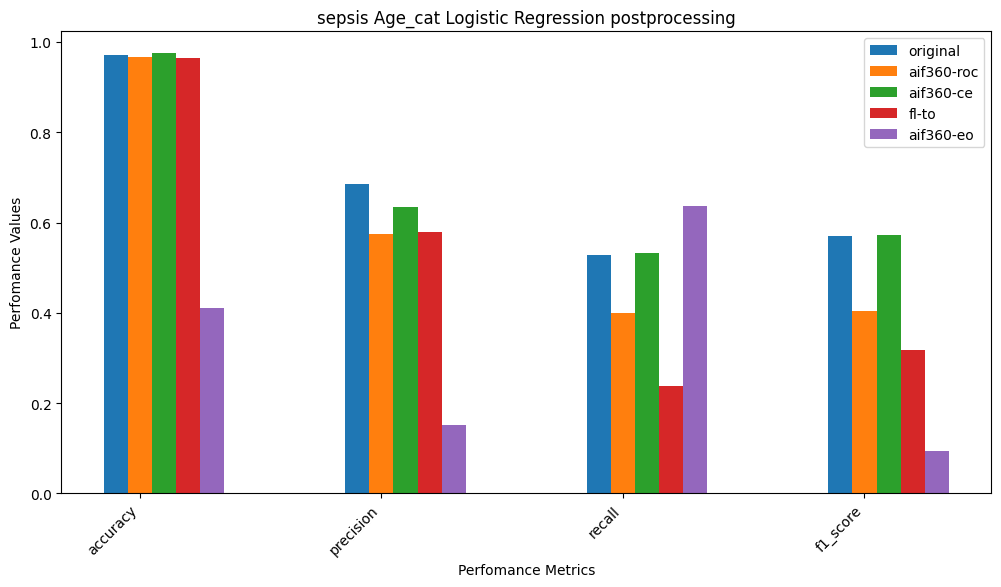 sepsis Age_cat Logistic Regression postprocessing
original
aif360-roc
aif360-ce
fl-to
aif360-eo
Perfomance Values
1.0
0.8
0.6
0.4
0.2
0.0
accuracy
precision
recall
f1_score
Perfomance Metrics